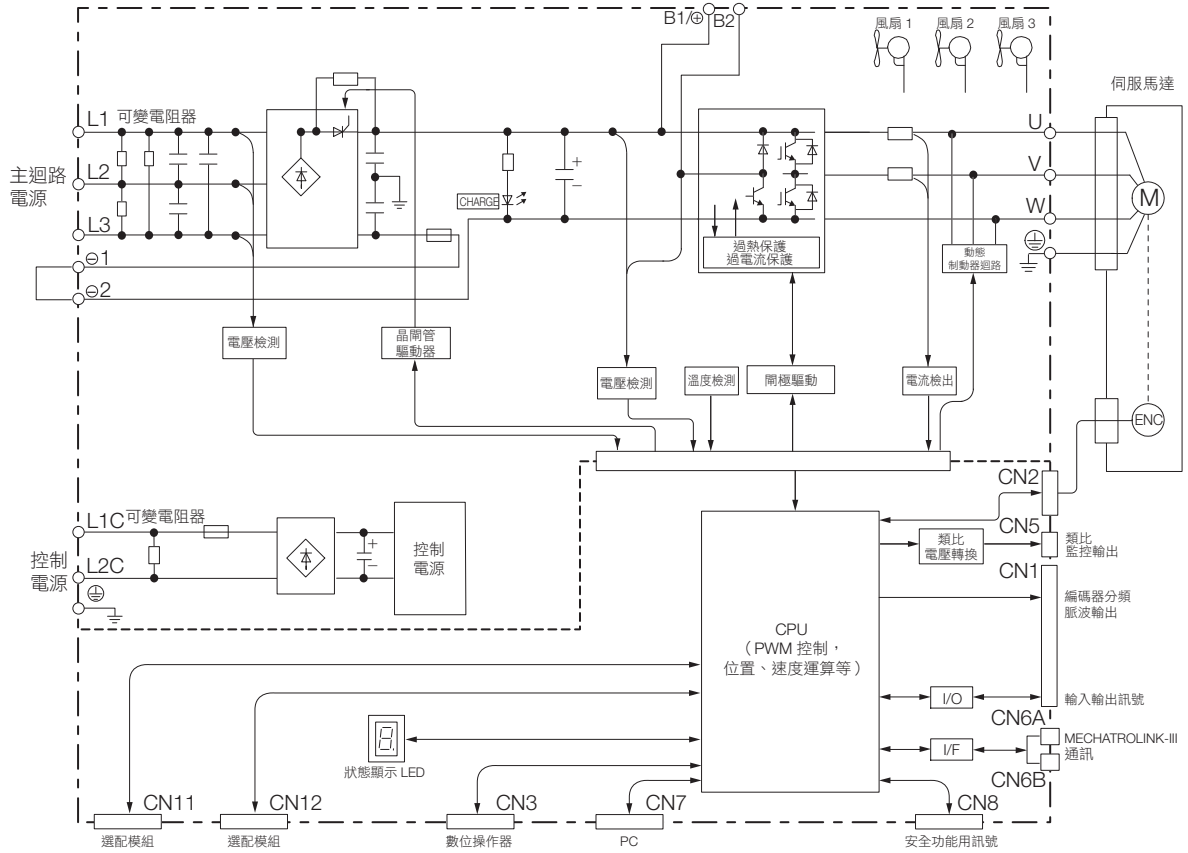 B1/⊕ B2
風扇 1 風扇 2 風扇 3
伺服馬達
L1 可變電阻器
U
主迴路
電源
L2
V
M
CHARGE
+
−
W
L3
過熱保護
過電流保護
⊖1
動態
制動器迴路
⊖2
電壓檢測
晶閘管
驅動器
電壓檢測
溫度檢測
閘極驅動
電流檢出
ENC
CN2
L1C 可變電阻器
控制
電源
L2C
+
−
控制
電源
類比
電壓轉換
CN5
類比
監控輸出
CN1
編碼器分頻
脈波輸出
CPU
（PWM 控制，
位置、速度運算等）
I/O
輸入輸出訊號
CN6A
I/F
MECHATROLINK-III
通訊
CN6B
8.
狀態顯示 LED
CN11 CN12 CN3 CN7 CN8
選配模組 選配模組 數位操作器 PC 安全功能用訊號